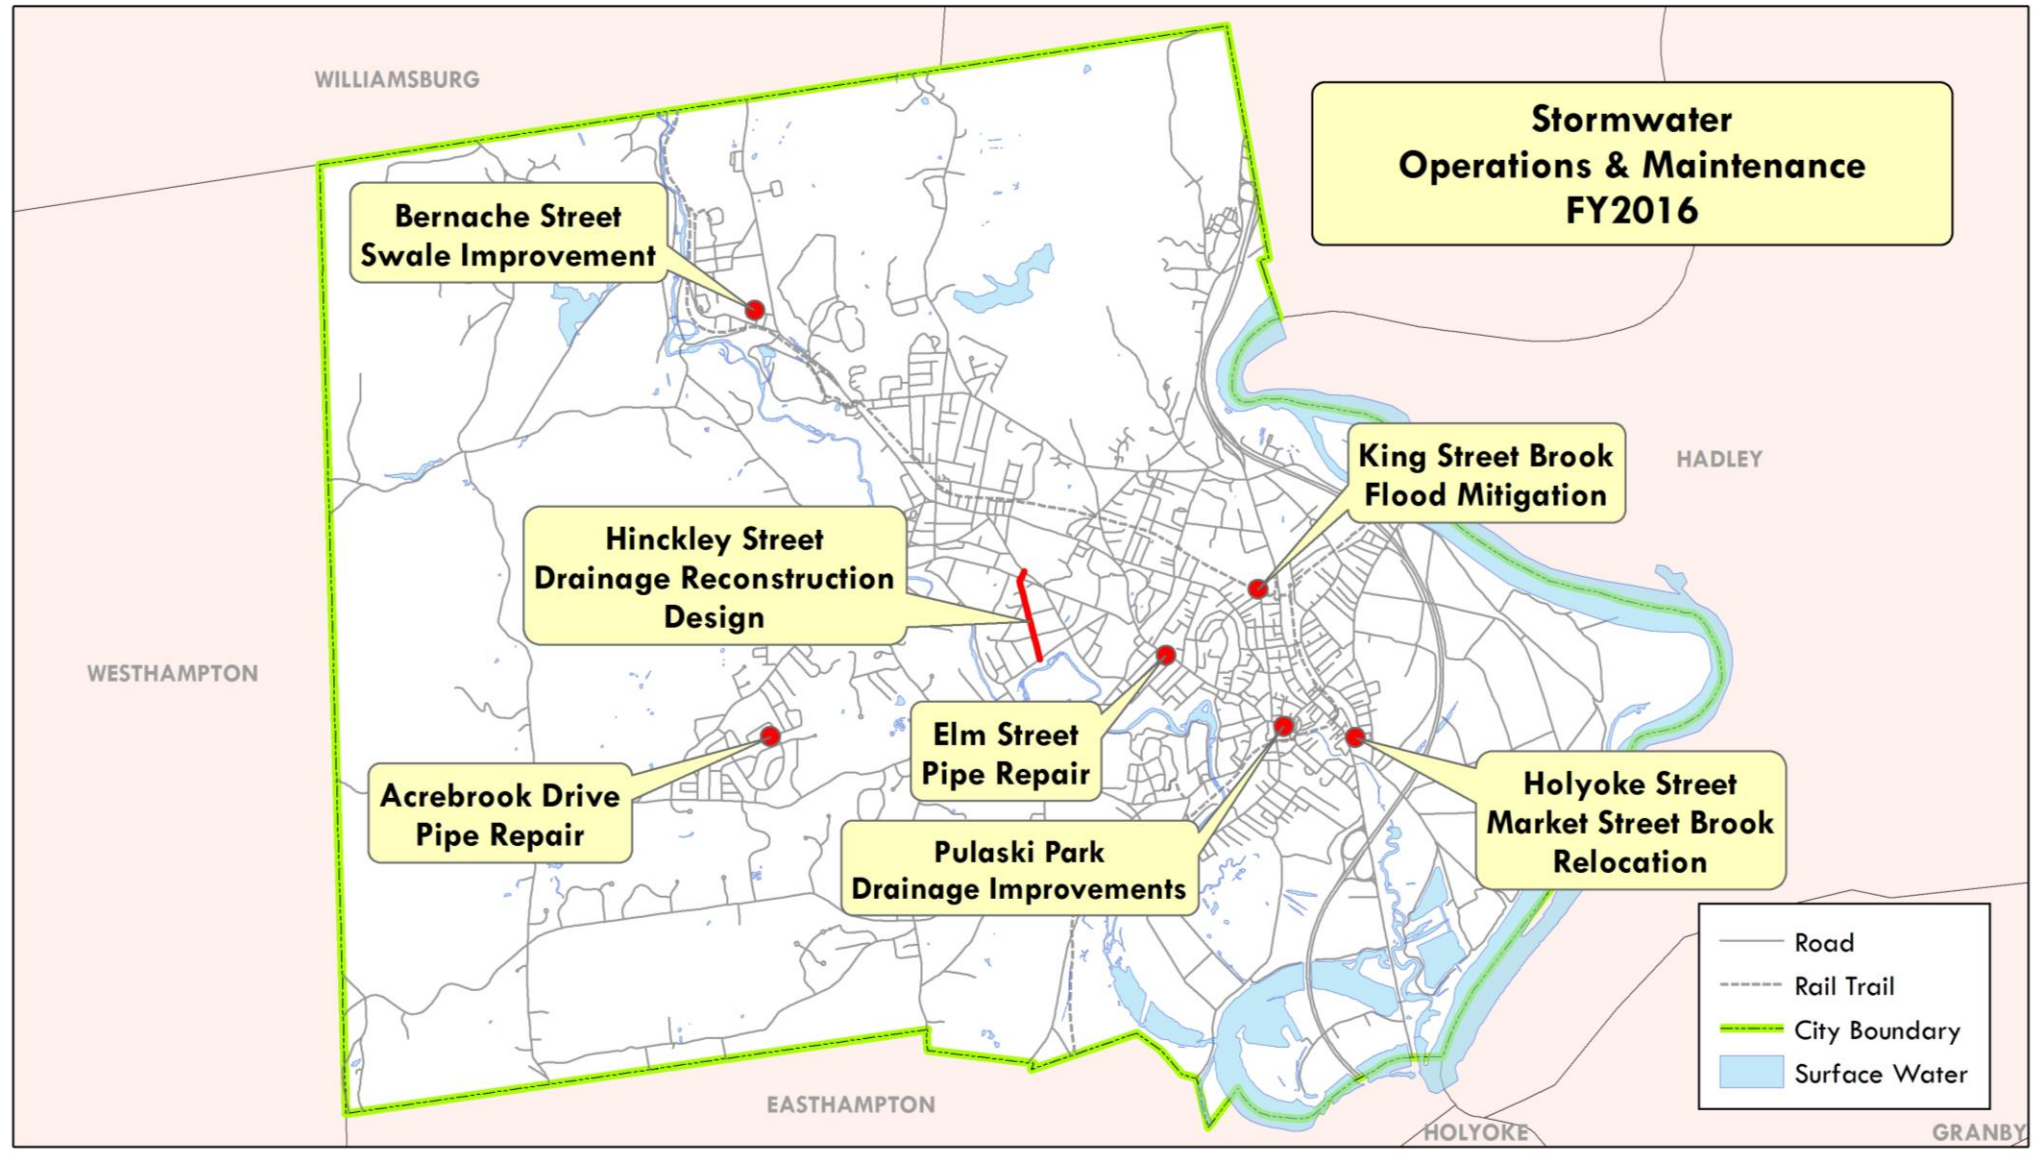 WILLIAMSBURG
Stormwater
Operations & Maintenance
FY2016
Bernache Street
Swale Improvement
King Street Brook
Flood Mitigation
HADLEY
Hinckley Street
Drainage Reconstruction
Design
WESTHAMPTON
Elm Street
Pipe Repair
Acrebrook Drive
Pipe Repair
Holyoke Street
Market Street Brook
Relocation
Pulaski Park
Drainage Improvements
Road
Rail Trail
City Boundary
Surface Water
EASTHAMPTON
HOLYOKE
GRANBY